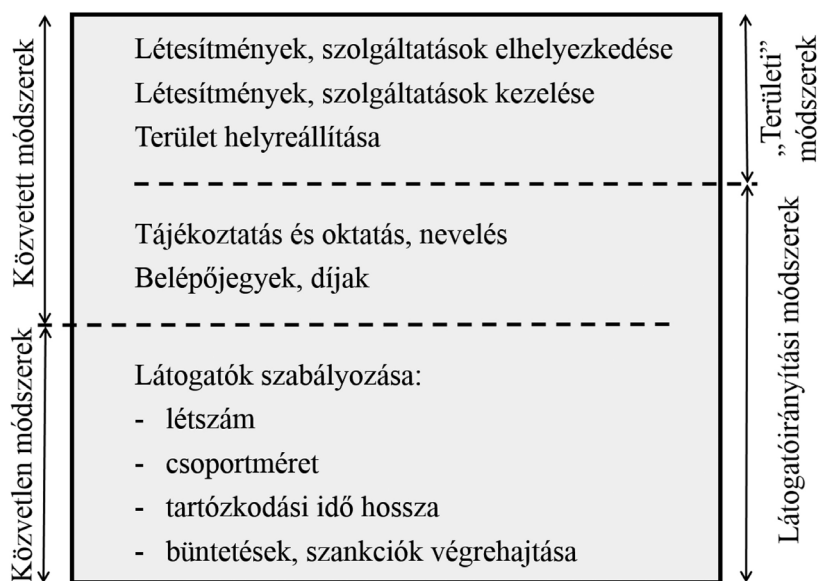 Közvetett módszerek
Közvetlen módszerek
Létesítmények, szolgáltatások elhelyezkedése
Létesítmények, szolgáltatások kezelése
Terület helyreállítása
Tájékoztatás és oktatás, nevelés
Belépőjegyek, díjak
Látogatók szabályozása:
- létszám
- csoportméret
- tartózkodási idő hossza
- büntetések, szankciók végrehajtása
„Területi”
módszerek
Látogatóirányítási módszerek